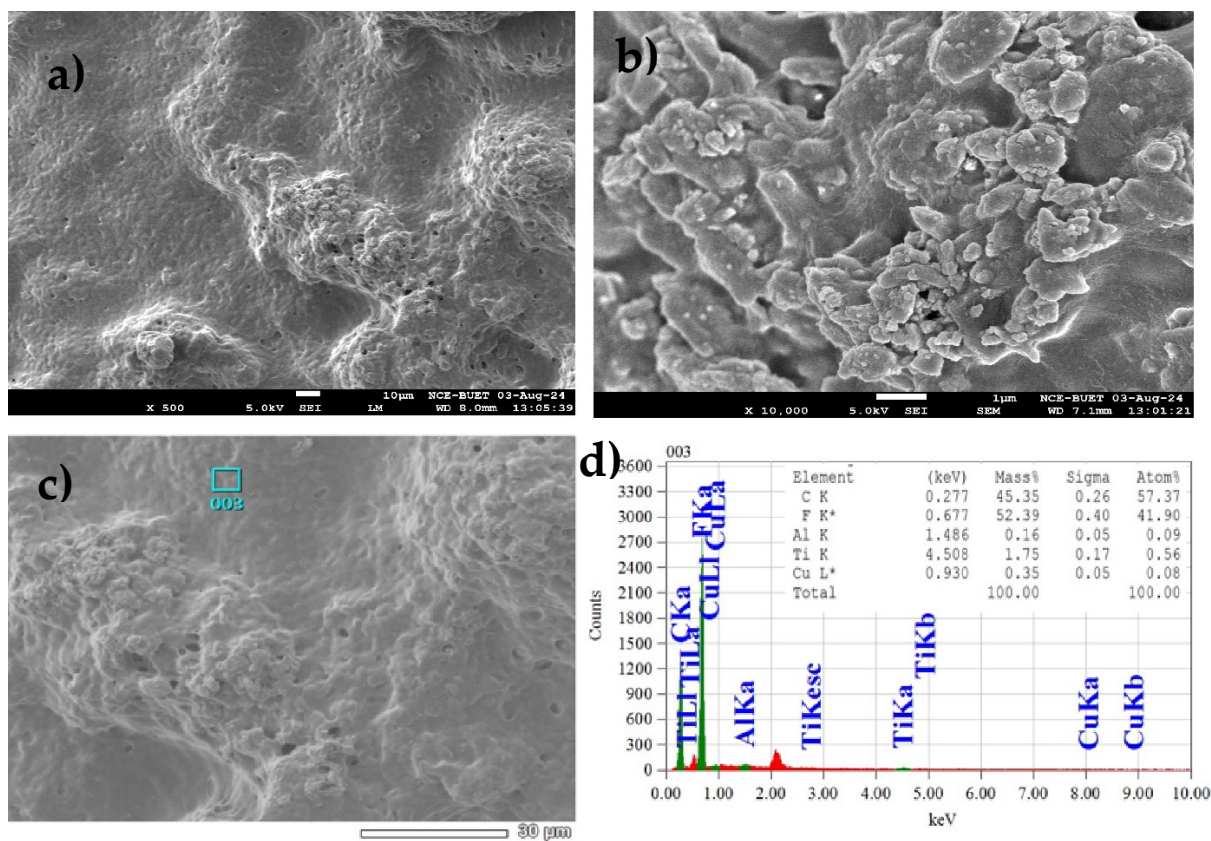 a)
10µm NCE-BUET 03-Aug-24
X 500 5.0kV SEI LM WD 8.0mm 13:05:39
b)
1µm NCE-BUET 03-Aug-24
X 10,000 5.0kV SEI SEM WD 7.1mm 13:01:21
c)
003
30 µm
d)
003
Element (keV) Mass% Sigma Atom%
C K 0.277 45.35 0.26 57.37
F K* 0.677 52.39 0.40 41.90
Al K 1.486 0.16 0.05 0.09
Ti K 4.508 1.75 0.17 0.56
Cu L* 0.930 0.35 0.05 0.08
Total 100.00 100.00
Counts
3600
3300
3000
2700
2400
2100
1800
1500
1200
900
600
300
0
TiLl
TiLa
CKa
CuLl
FKa
CuLa
AlKa
TiKesc
TiKa
TiKb
CuKa
CuKb
0.00 1.00 2.00 3.00 4.00 5.00 6.00 7.00 8.00 9.00 10.00
keV